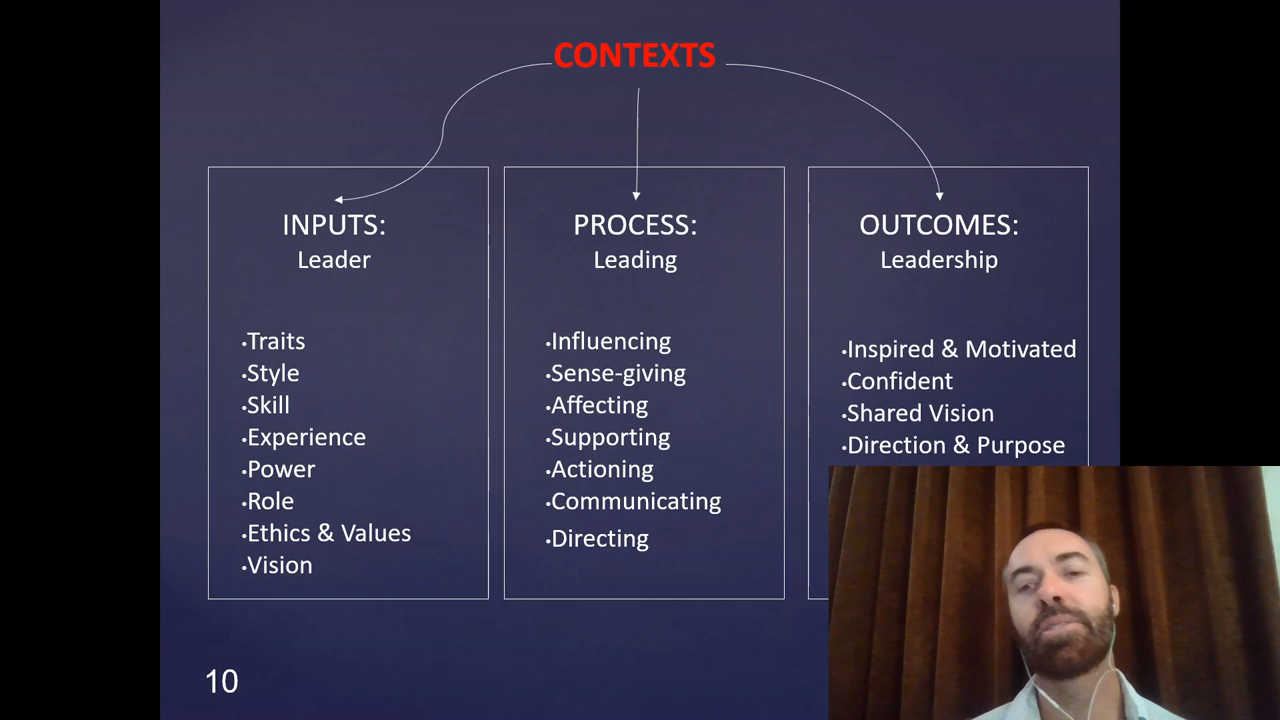 CONTEXTS
INPUTS:
Leader
•Traits
•Style
•Skill
•Experience
•Power
•Role
•Ethics & Values
•Vision
PROCESS:
Leading
•Influencing
•Sense-giving
•Affecting
•Supporting
•Actioning
•Communicating
•Directing
OUTCOMES:
Leadership
•Inspired & Motivated
•Confident
•Shared Vision
•Direction & Purpose
10